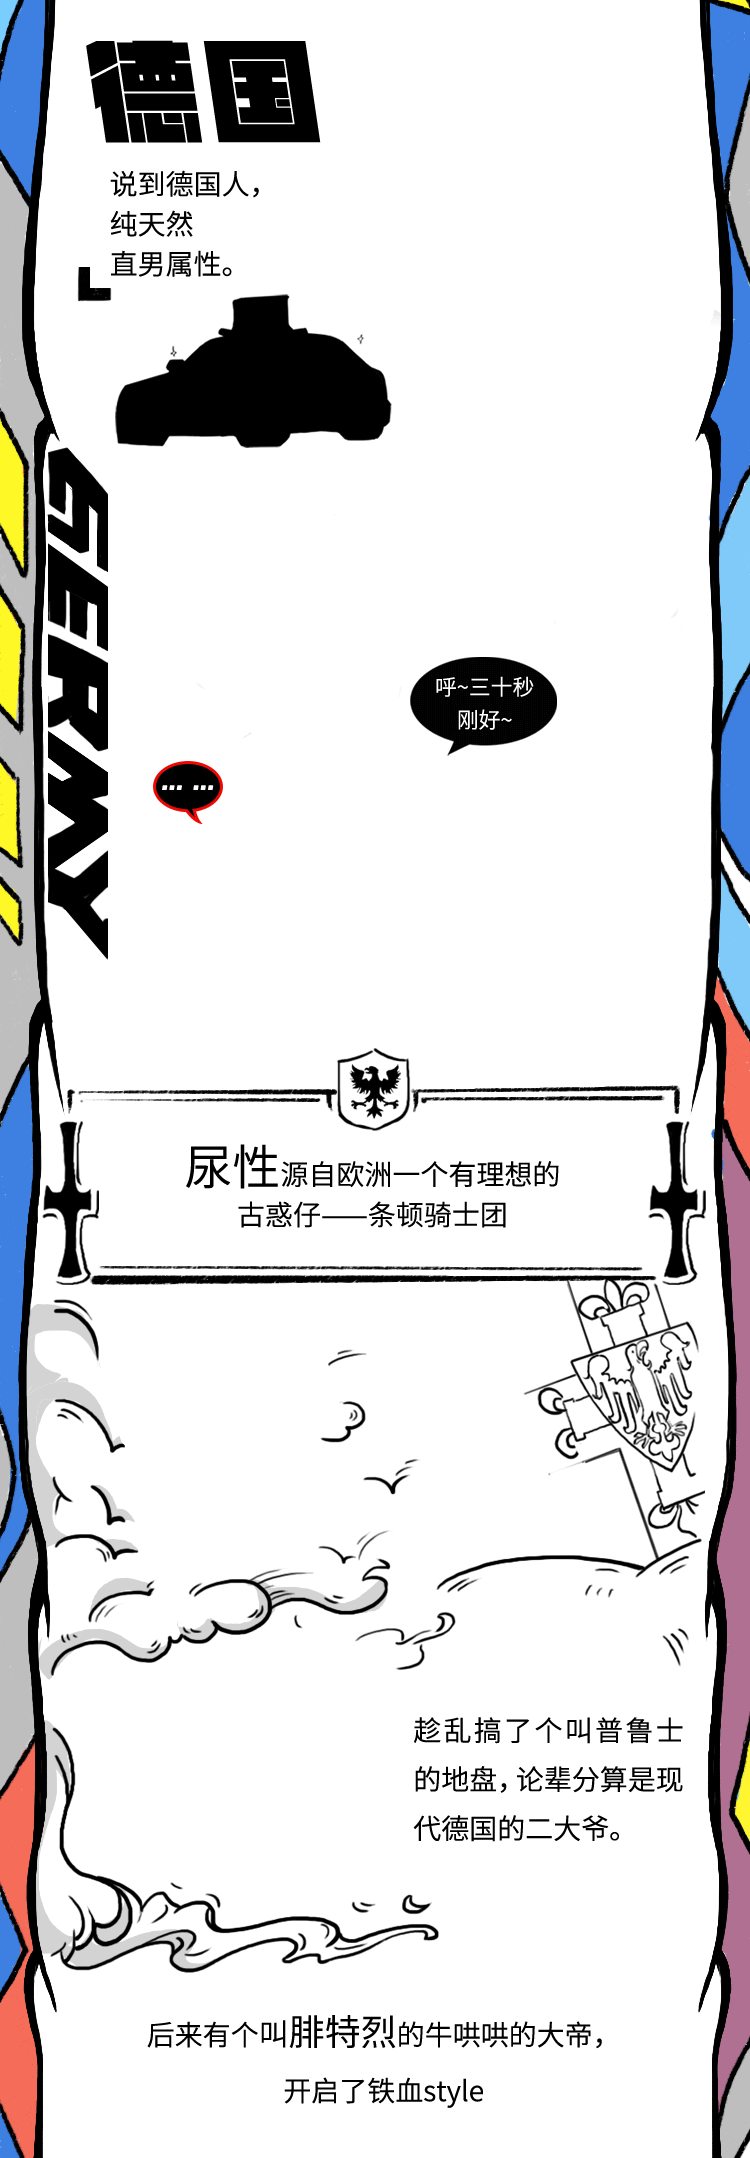 德国
说到德国人，
纯天然
直男属性。
GERMY
呼~三十秒
刚好~
... ...
尿性源自欧洲一个有理想的
古惑仔——条顿骑士团
趁乱搞了个叫普鲁士
的地盘，论辈分算是现
代德国的二大爷。
后来有个叫腓特烈的牛哄哄的大帝，
开启了铁血style